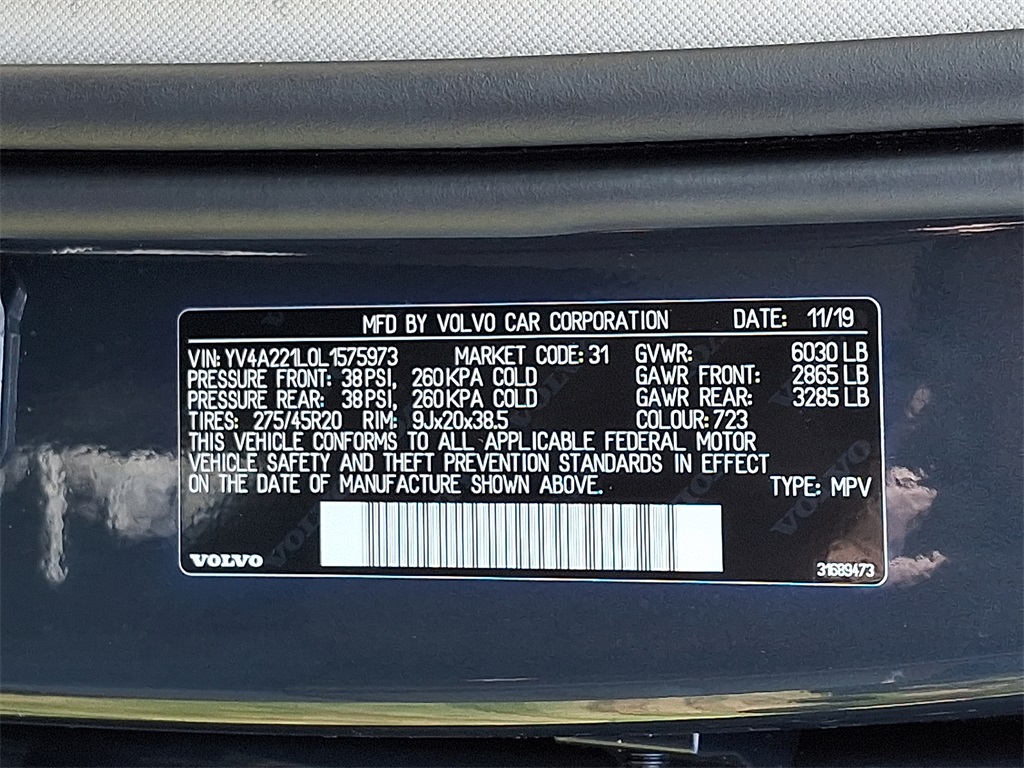 MFD BY VOLVO CAR CORPORATION DATE: 11/19
VIN: YV4A221L0L1575973 MARKET CODE: 31 GVWR: 6030 LB
PRESSURE FRONT: 38 PSI, 260 KPA COLD GAWR FRONT: 2865 LB
PRESSURE REAR: 38 PSI, 260 KPA COLD GAWR REAR: 3285 LB
TIRES: 275/45R20 RIM: 9Jx20x38.5 COLOUR: 723
THIS VEHICLE CONFORMS TO ALL APPLICABLE FEDERAL MOTOR
VEHICLE SAFETY AND THEFT PREVENTION STANDARDS IN EFFECT
ON THE DATE OF MANUFACTURE SHOWN ABOVE. TYPE: MPV
VOLVO 31689473